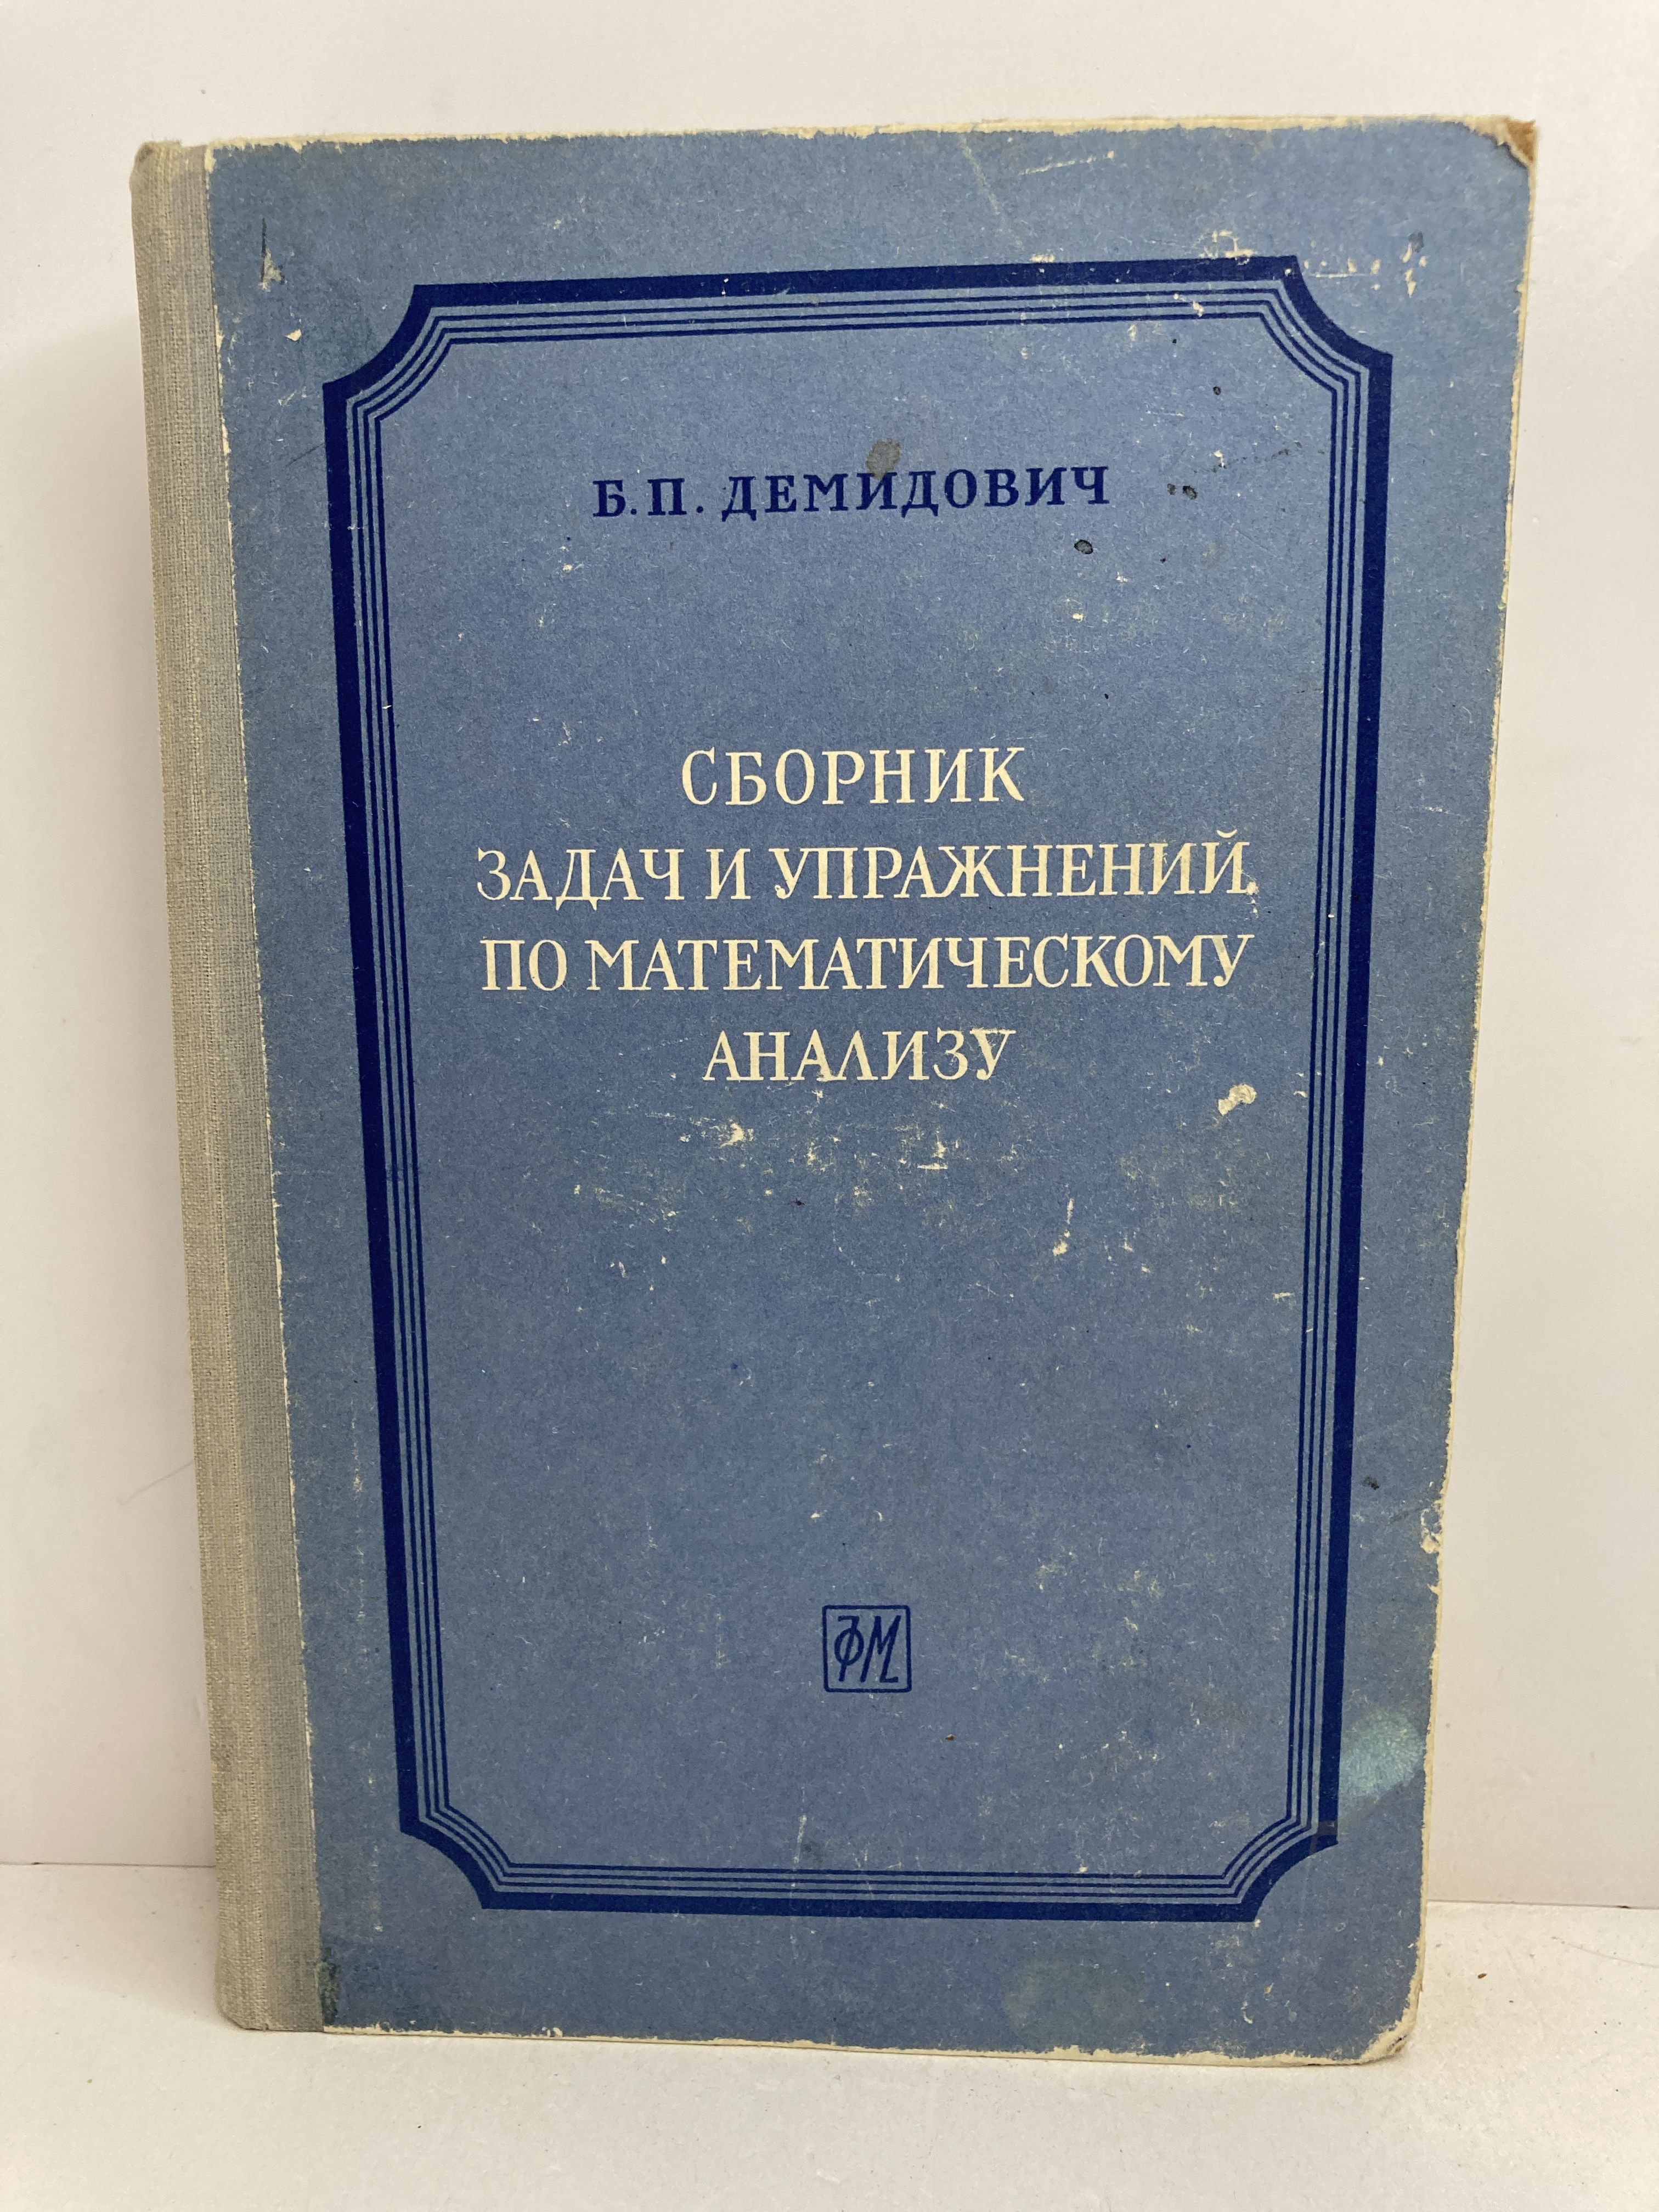 Б.П. ДЕМИДОВИЧ
СБОРНИК
ЗАДАЧ И УПРАЖНЕНИЙ
ПО МАТЕМАТИЧЕСКОМУ
АНАЛИЗУ
ФМ